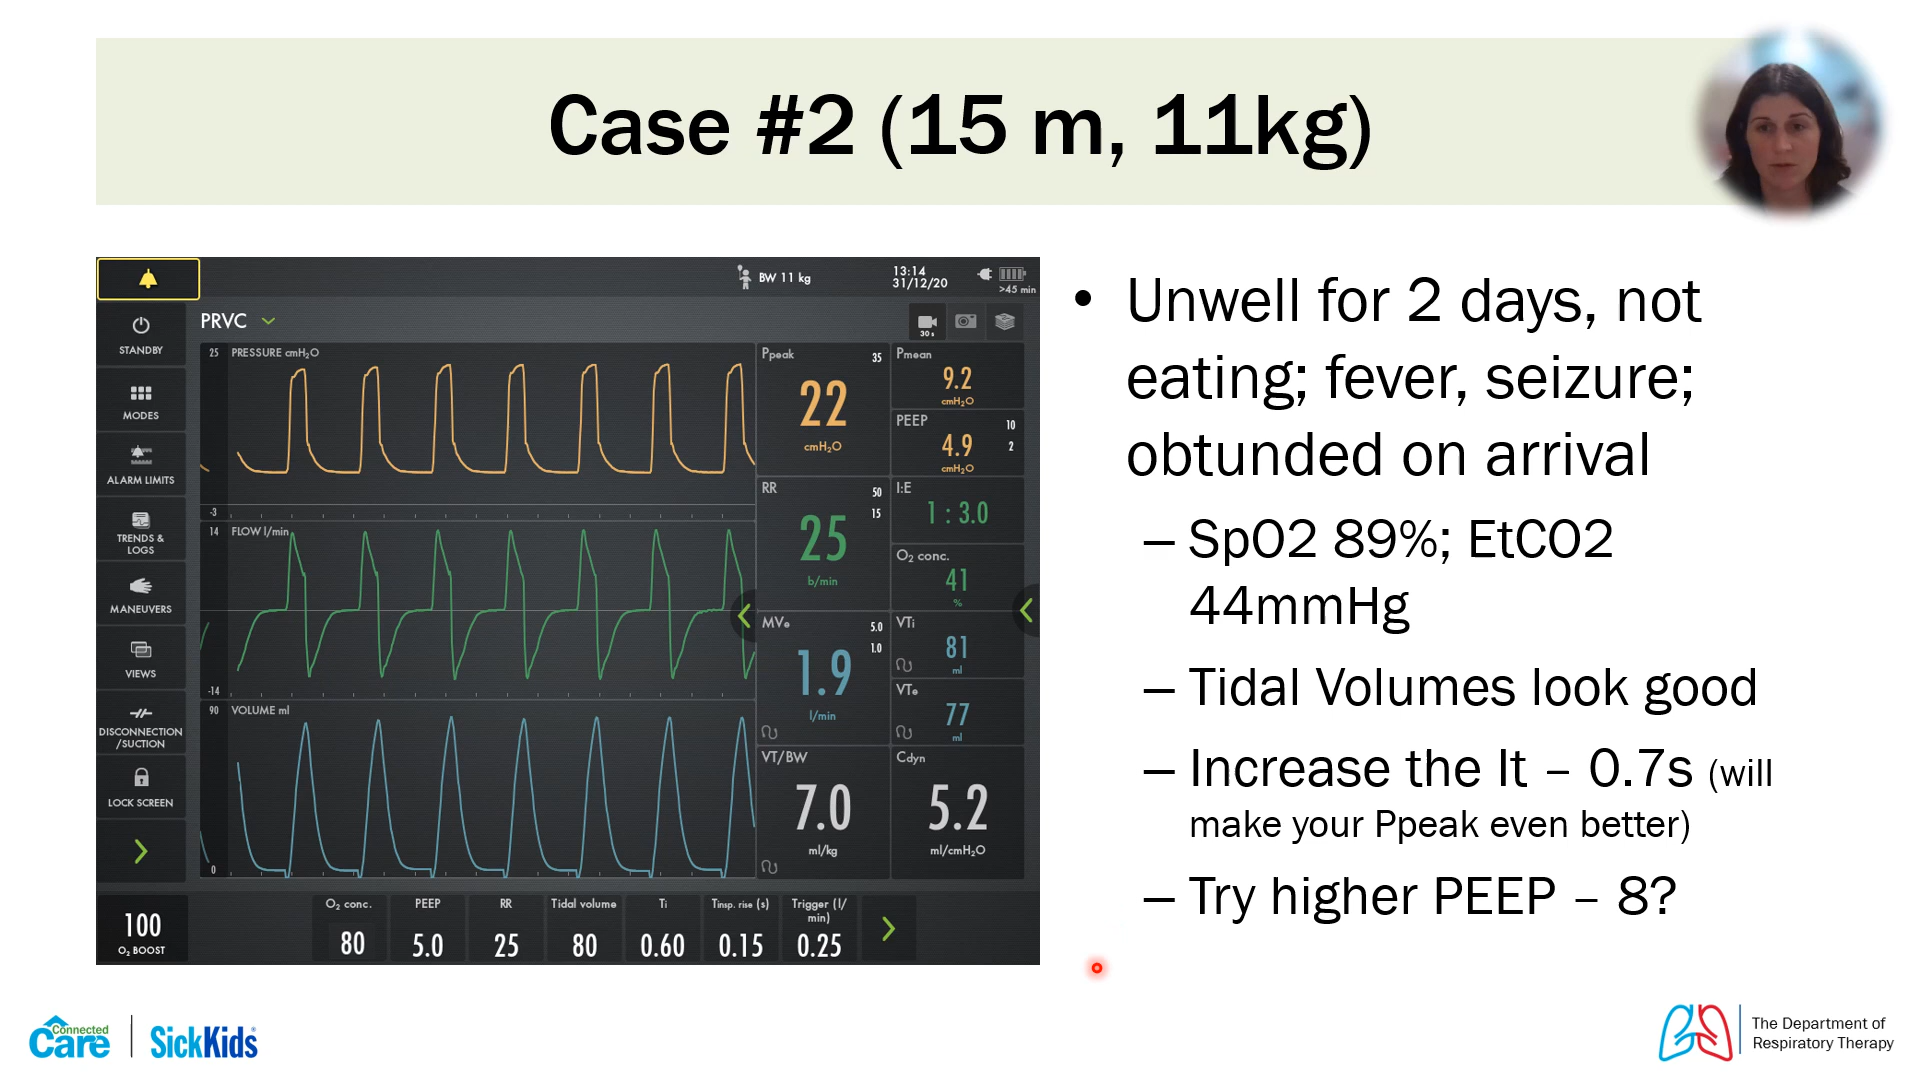 Case #2 (15 m, 11kg)
BW 11 kg
13:14
31/12/20
>45 min
STANDBY
MODES
ALARM LIMITS
TRENDS &
LOGS
MANEUVERS
VIEWS
DISCONNECTION
/SUCTION
LOCK SCREEN
100
O₂ BOOST
PRVC
30 s
25 PRESSURE cmH₂O
-3
14 FLOW l/min
-14
90 VOLUME ml
0
Ppeak 35
22
cmH₂O
Pmean
9.2
cmH₂O
PEEP 10
4.9 2
cmH₂O
RR 50
15
25
b/min
I:E
1 : 3.0
O₂ conc.
41
%
MVe 5.0
1.0
1.9
l/min
VTi
81
ml
VTe
77
ml
VT/BW
7.0
ml/kg
Cdyn
5.2
ml/cmH₂O
O₂ conc.
80
PEEP
5.0
RR
25
Tidal volume
80
Ti
0.60
Tinsp. rise (s)
0.15
Trigger (l/
min)
0.25
• Unwell for 2 days, not
eating; fever, seizure;
obtunded on arrival
– SpO2 89%; EtCO2
44mmHg
– Tidal Volumes look good
– Increase the It – 0.7s (will
make your Ppeak even better)
– Try higher PEEP – 8?
Connected
Care
SickKids
The Department of
Respiratory Therapy